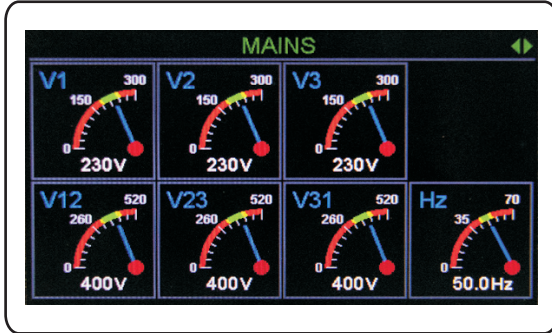 MAINS
V1 300 V2 300 V3 300
150 150 150
0 0 0
230V 230V 230V
V12 520 V23 520 V31 520 Hz 70
260 260 260 35
0 0 0 0
400V 400V 400V 50.0Hz